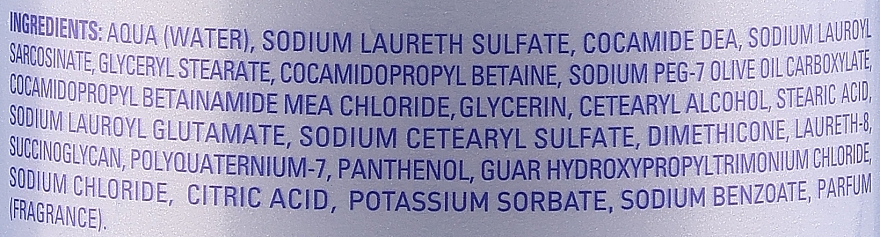 INGREDIENTS: AQUA (WATER), SODIUM LAURETH SULFATE, COCAMIDE DEA, SODIUM LAUROYL
SARCOSINATE, GLYCERYL STEARATE, COCAMIDOPROPYL BETAINE, SODIUM PEG-7 OLIVE OIL CARBOXYLATE,
COCAMIDOPROPYL BETAINAMIDE MEA CHLORIDE, GLYCERIN, CETEARYL ALCOHOL, STEARIC ACID,
SODIUM LAUROYL GLUTAMATE, SODIUM CETEARYL SULFATE, DIMETHICONE, LAURETH-8,
SUCCINOGLYCAN, POLYQUATERNIUM-7, PANTHENOL, GUAR HYDROXYPROPYLTRIMONIUM CHLORIDE,
SODIUM CHLORIDE, CITRIC ACID, POTASSIUM SORBATE, SODIUM BENZOATE, PARFUM
(FRAGRANCE).